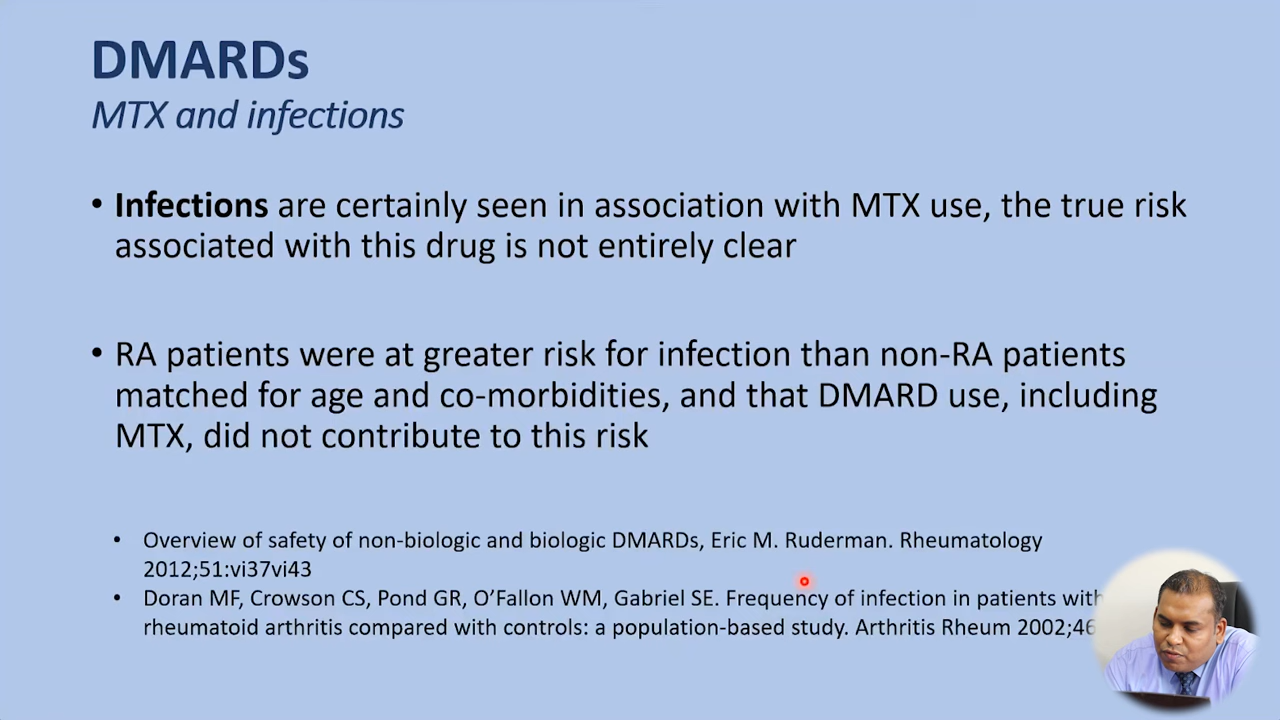 DMARDs
MTX and infections
• Infections are certainly seen in association with MTX use, the true risk
associated with this drug is not entirely clear
• RA patients were at greater risk for infection than non-RA patients
matched for age and co-morbidities, and that DMARD use, including
MTX, did not contribute to this risk
• Overview of safety of non-biologic and biologic DMARDs, Eric M. Ruderman. Rheumatology
2012;51:vi37vi43
• Doran MF, Crowson CS, Pond GR, O’Fallon WM, Gabriel SE. Frequency of infection in patients with
rheumatoid arthritis compared with controls: a population-based study. Arthritis Rheum 2002;46